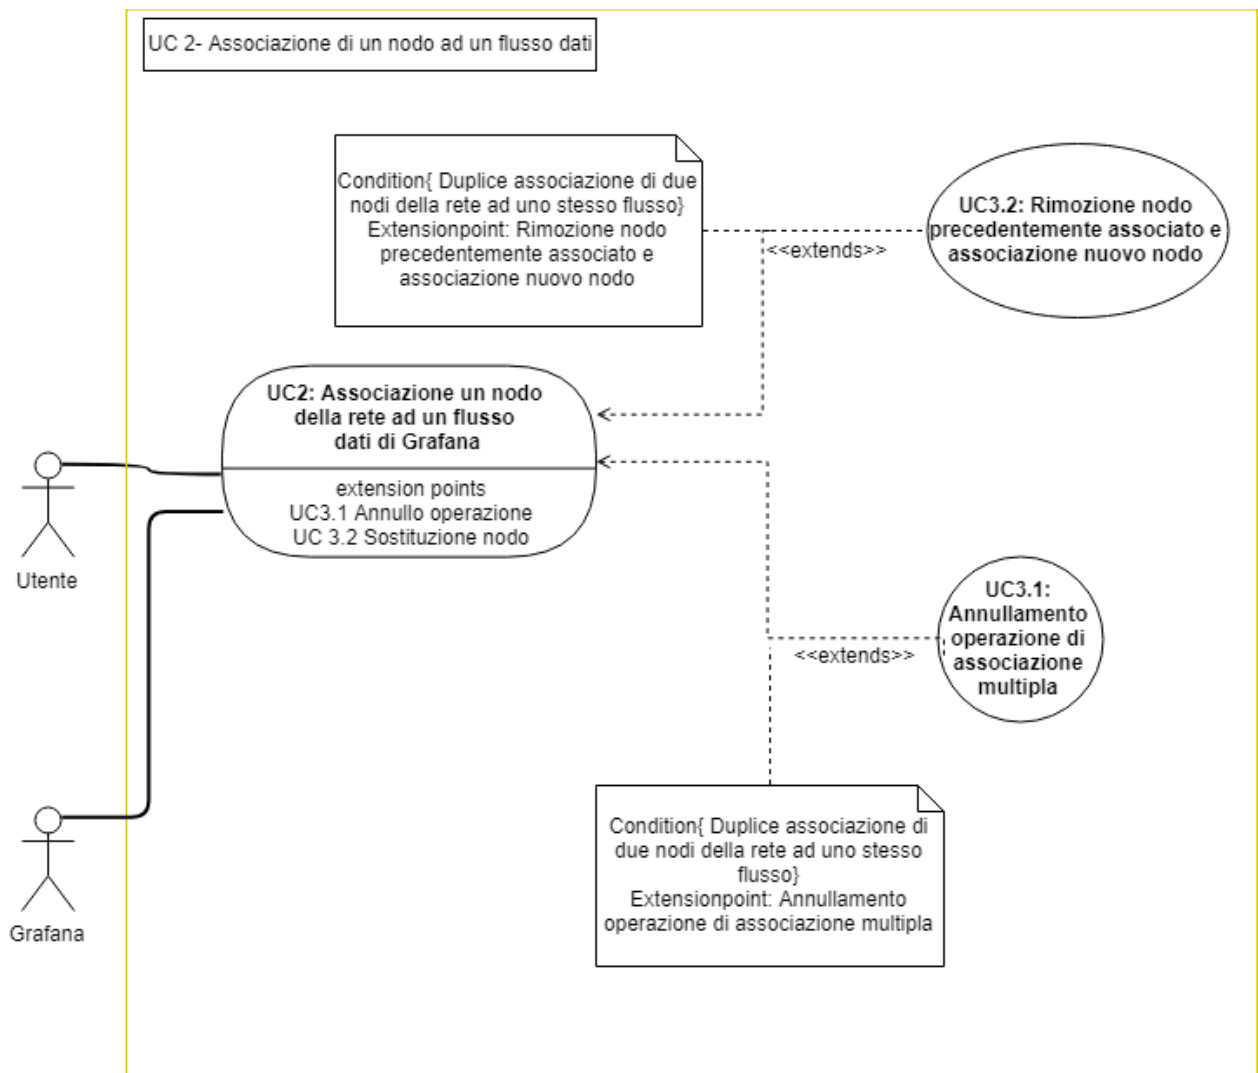 UC 2- Associazione di un nodo ad un flusso dati
Condition{ Duplice associazione di due
nodi della rete ad uno stesso flusso}
Extensionpoint: Rimozione nodo
precedentemente associato e
associazione nuovo nodo
<<extends>>
UC3.2: Rimozione nodo
precedentemente associato e
associazione nuovo nodo
UC2: Associazione un nodo
della rete ad un flusso
dati di Grafana
extension points
UC3.1 Annullo operazione
UC 3.2 Sostituzione nodo
Utente
UC3.1:
Annullamento
operazione di
associazione
multipla
<<extends>>
Condition{ Duplice associazione di
due nodi della rete ad uno stesso
flusso}
Extensionpoint: Annullamento
operazione di associazione multipla
Grafana